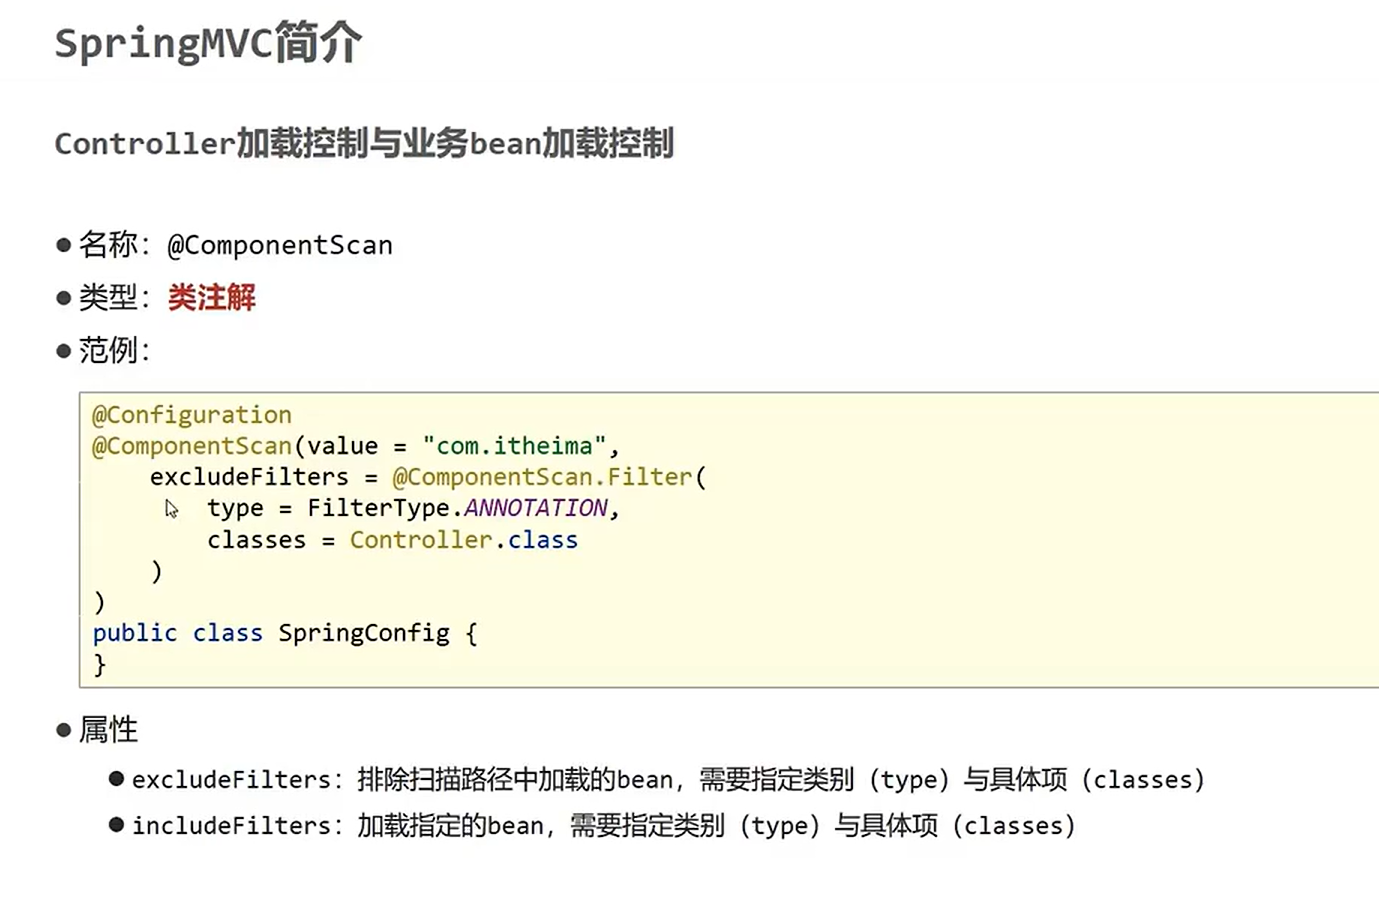 SpringMVC简介
Controller加载控制与业务bean加载控制
● 名称：@ComponentScan
● 类型：类注解
● 范例：
@Configuration
@ComponentScan(value = "com.itheima",
    excludeFilters = @ComponentScan.Filter(
        type = FilterType.ANNOTATION,
        classes = Controller.class
    )
)
public class SpringConfig {
}
● 属性
● excludeFilters：排除扫描路径中加载的bean，需要指定类别（type）与具体项（classes）
● includeFilters：加载指定的bean，需要指定类别（type）与具体项（classes）